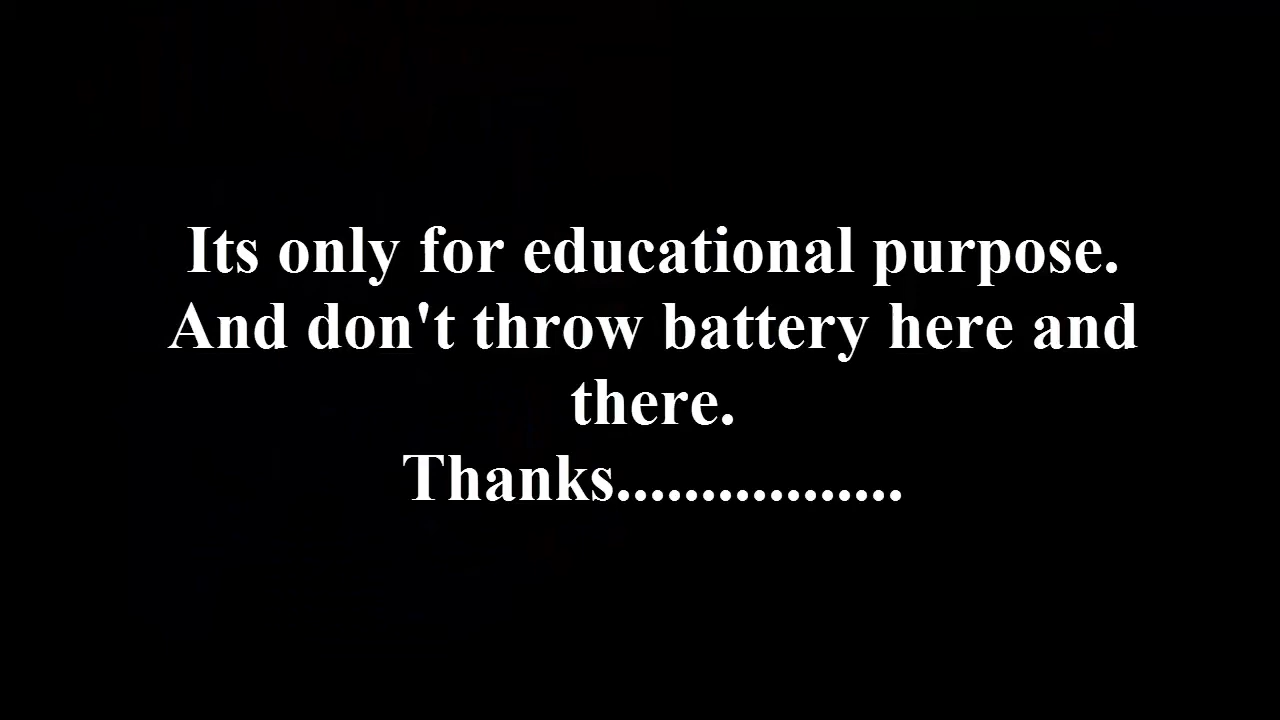 Its only for educational purpose.
And don't throw battery here and
there.
Thanks.................